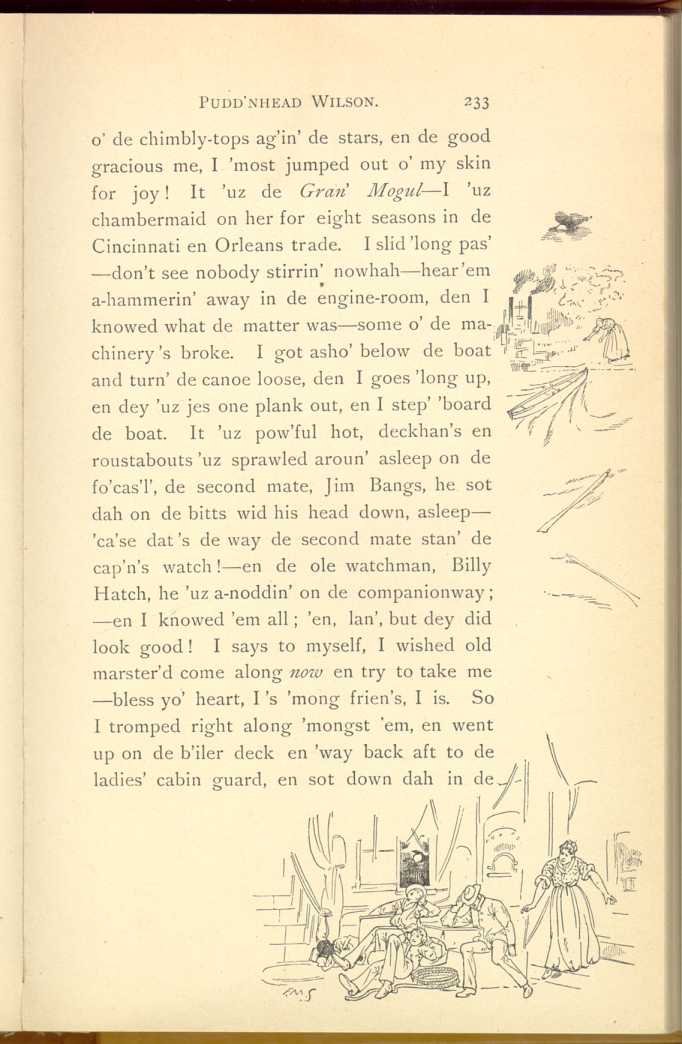 PUDD'NHEAD WILSON. 233
o' de chimbly-tops ag'in' de stars, en de good
gracious me, I 'most jumped out o' my skin
for joy! It 'uz de Gran' Mogul—I 'uz
chambermaid on her for eight seasons in de
Cincinnati en Orleans trade. I slid 'long pas'
—don't see nobody stirrin' nowhah—hear 'em
a-hammerin' away in de engine-room, den I
knowed what de matter was—some o' de ma-
chinery's broke. I got asho' below de boat
and turn' de canoe loose, den I goes 'long up,
en dey 'uz jes one plank out, en I step' 'board
de boat. It 'uz pow'ful hot, deckhan's en
roustabouts 'uz sprawled aroun' asleep on de
fo'cas'l', de second mate, Jim Bangs, he sot
dah on de bitts wid his head down, asleep—
'ca'se dat's de way de second mate stan' de
cap'n's watch!—en de ole watchman, Billy
Hatch, he 'uz a-noddin' on de companionway;
—en I knowed 'em all; 'en, lan', but dey did
look good! I says to myself, I wished old
marster'd come along now en try to take me
—bless yo' heart, I's 'mong frien's, I is. So
I tromped right along 'mongst 'em, en went
up on de b'iler deck en 'way back aft to de
ladies' cabin guard, en sot down dah in de
F.M.S